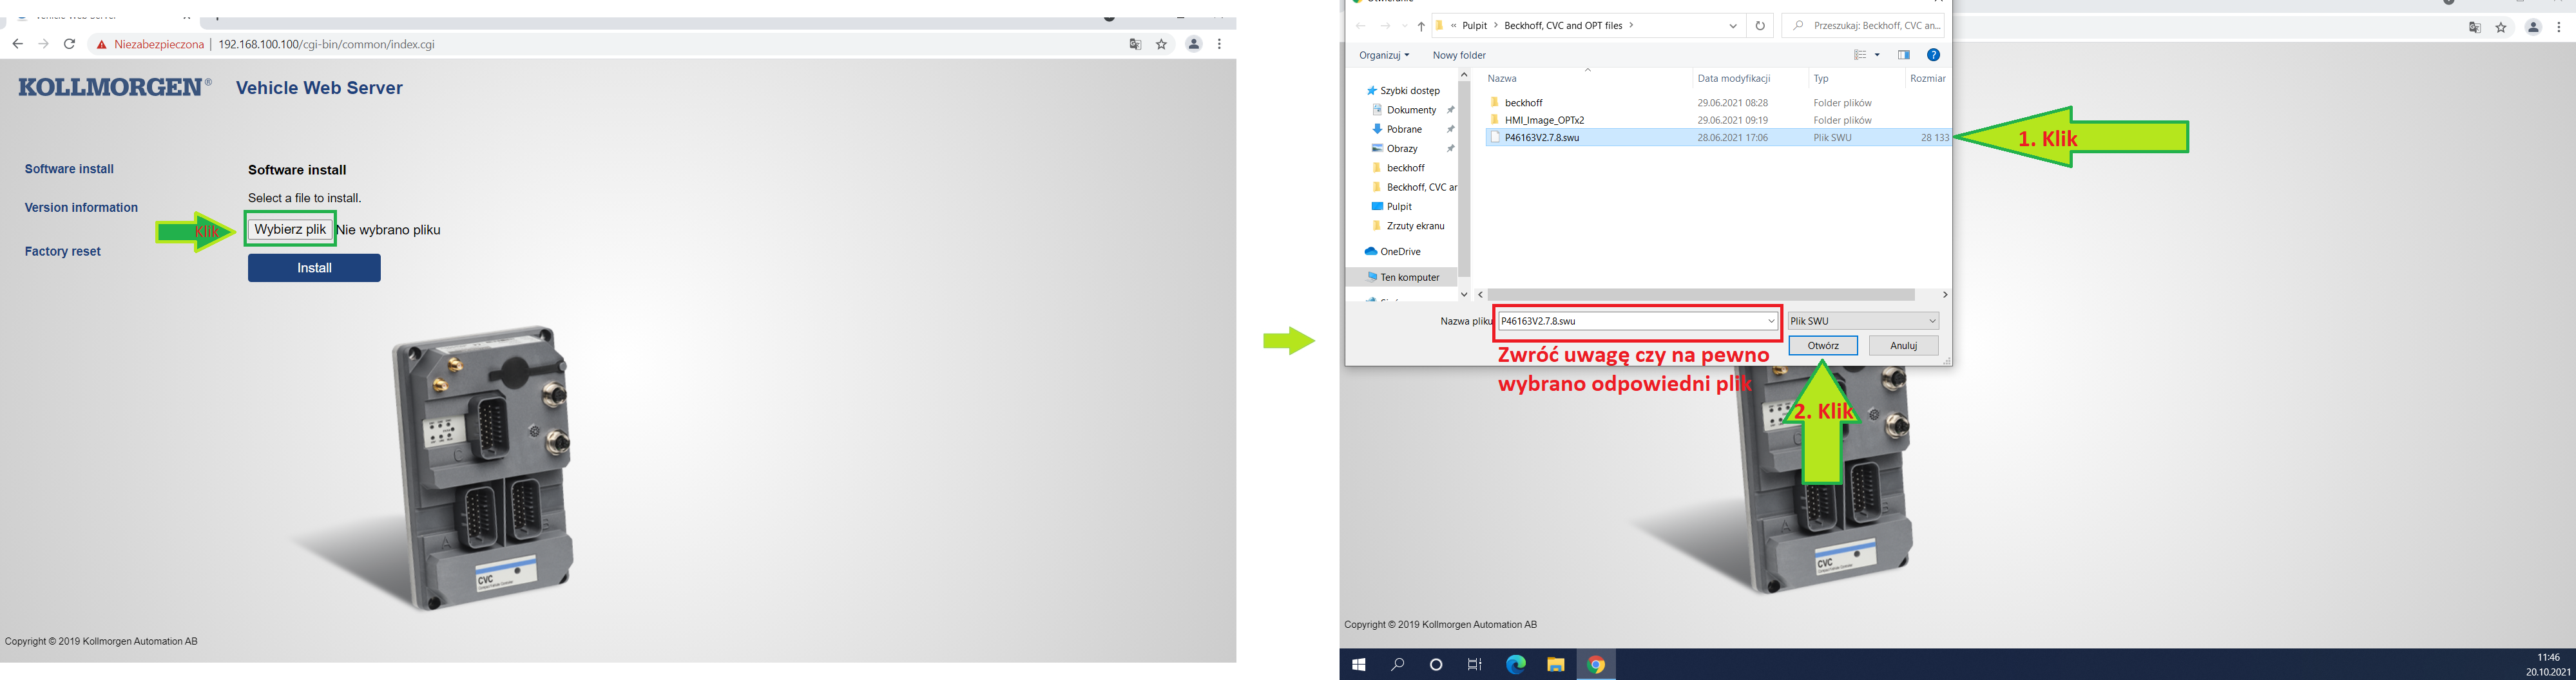 Niezabezpieczona | 192.168.100.100/cgi-bin/common/index.cgi
KOLLMORGEN® Vehicle Web Server
Software install
Version information
Factory reset
Software install
Select a file to install.
Klik
Wybierz plik Nie wybrano pliku
Install
CVC
Copyright © 2019 Kollmorgen Automation AB
« Pulpit > Beckhoff, CVC and OPT files >
Przeszukaj: Beckhoff, CVC an...
Organizuj Nowy folder
Szybki dostęp
Dokumenty
Pobrane
Obrazy
beckhoff
Beckhoff, CVC ar
Pulpit
Zrzuty ekranu
OneDrive
Ten komputer
Nazwa Data modyfikacji Typ Rozmiar
beckhoff 29.06.2021 08:28 Folder plików
HMI_Image_OPTx2 29.06.2021 09:19 Folder plików
P46163V2.7.8.swu 28.06.2021 17:06 Plik SWU 28 133
1. Klik
Nazwa pliku P46163V2.7.8.swu Plik SWU
Otwórz Anuluj
Zwróć uwagę czy na pewno
wybrano odpowiedni plik
2. Klik
A
CVC
Copyright © 2019 Kollmorgen Automation AB
11:46
20.10.2021